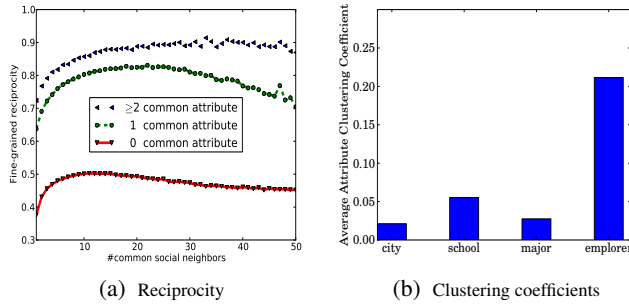 Fine-grained reciprocity
1.0
0.9
0.8
0.7
0.6
0.5
0.4
0.3
≥2 common attribute
1 common attribute
0 common attribute
10
20
30
40
50
#common social neighbors
(a) Reciprocity
Average Attribute Clustering Coefficient
0.25
0.20
0.15
0.10
0.05
0.00
city
school
major
emplorer
(b) Clustering coefficients